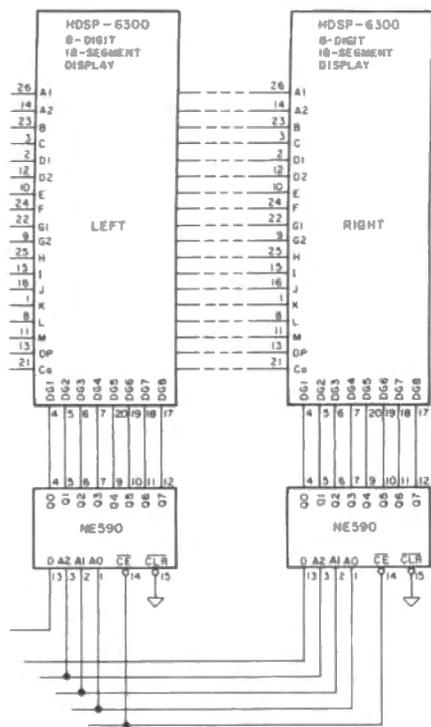 HDSP-6300
8-DIGIT
18-SEGMENT
DISPLAY
26 A1
14 A2
23 B
3 C
2 D1
12 D2
10 E
24 F
22 G1
9 G2
25 H
15 I
16 J
1 K
8 L
11 M
13 DP
21 Co
LEFT
DG1 DG2 DG3 DG4 DG5 DG6 DG7 DG8
4 5 6 7 20 19 18 17
4 5 6 7 9 10 11 12
Q0 Q1 Q2 Q3 Q4 Q5 Q6 Q7
NE590
D A2 A1 A0 CE CLR
13 3 2 1 14 15
HDSP-6300
8-DIGIT
18-SEGMENT
DISPLAY
26 A1
14 A2
23 B
3 C
2 D1
12 D2
10 E
24 F
22 G1
9 G2
25 H
15 I
16 J
1 K
8 L
11 M
13 DP
21 Co
RIGHT
DG1 DG2 DG3 DG4 DG5 DG6 DG7 DG8
4 5 6 7 20 19 18 17
4 5 6 7 9 10 11 12
Q0 Q1 Q2 Q3 Q4 Q5 Q6 Q7
NE590
D A2 A1 A0 CE CLR
13 3 2 1 14 15